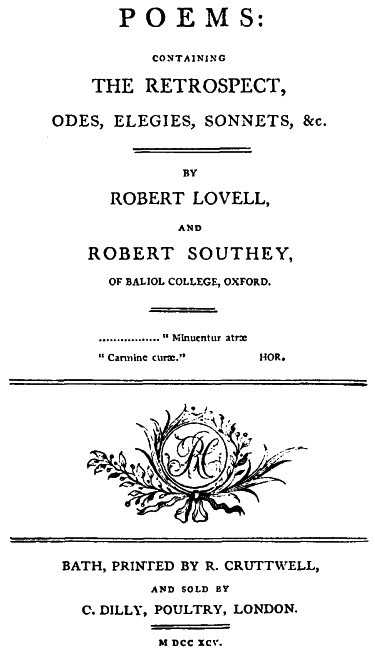 POEMS:
CONTAINING
THE RETROSPECT,
ODES, ELEGIES, SONNETS, &c.
BY
ROBERT LOVELL,
AND
ROBERT SOUTHEY,
OF BALIOL COLLEGE, OXFORD.
................. " Minuentur atræ
" Carmine curæ." HOR.
RC
BATH, PRINTED BY R. CRUTTWELL,
AND SOLD BY
C. DILLY, POULTRY, LONDON.
M DCC XCV.